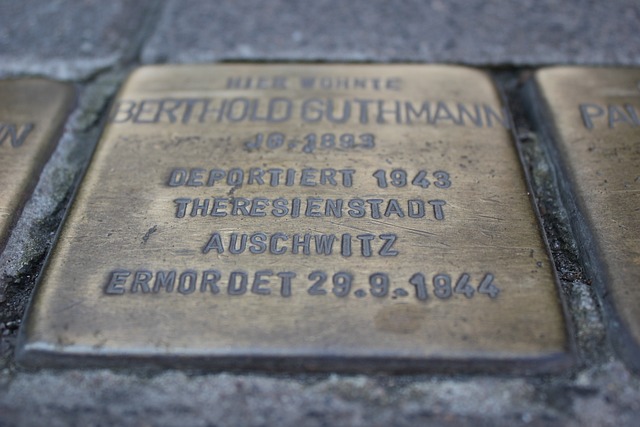 HIER WOHNTE
BERTHOLD GUTHMANN
JG. 1893
DEPORTIERT 1943
THERESIENSTADT
AUSCHWITZ
ERMORDET 29.9.1944